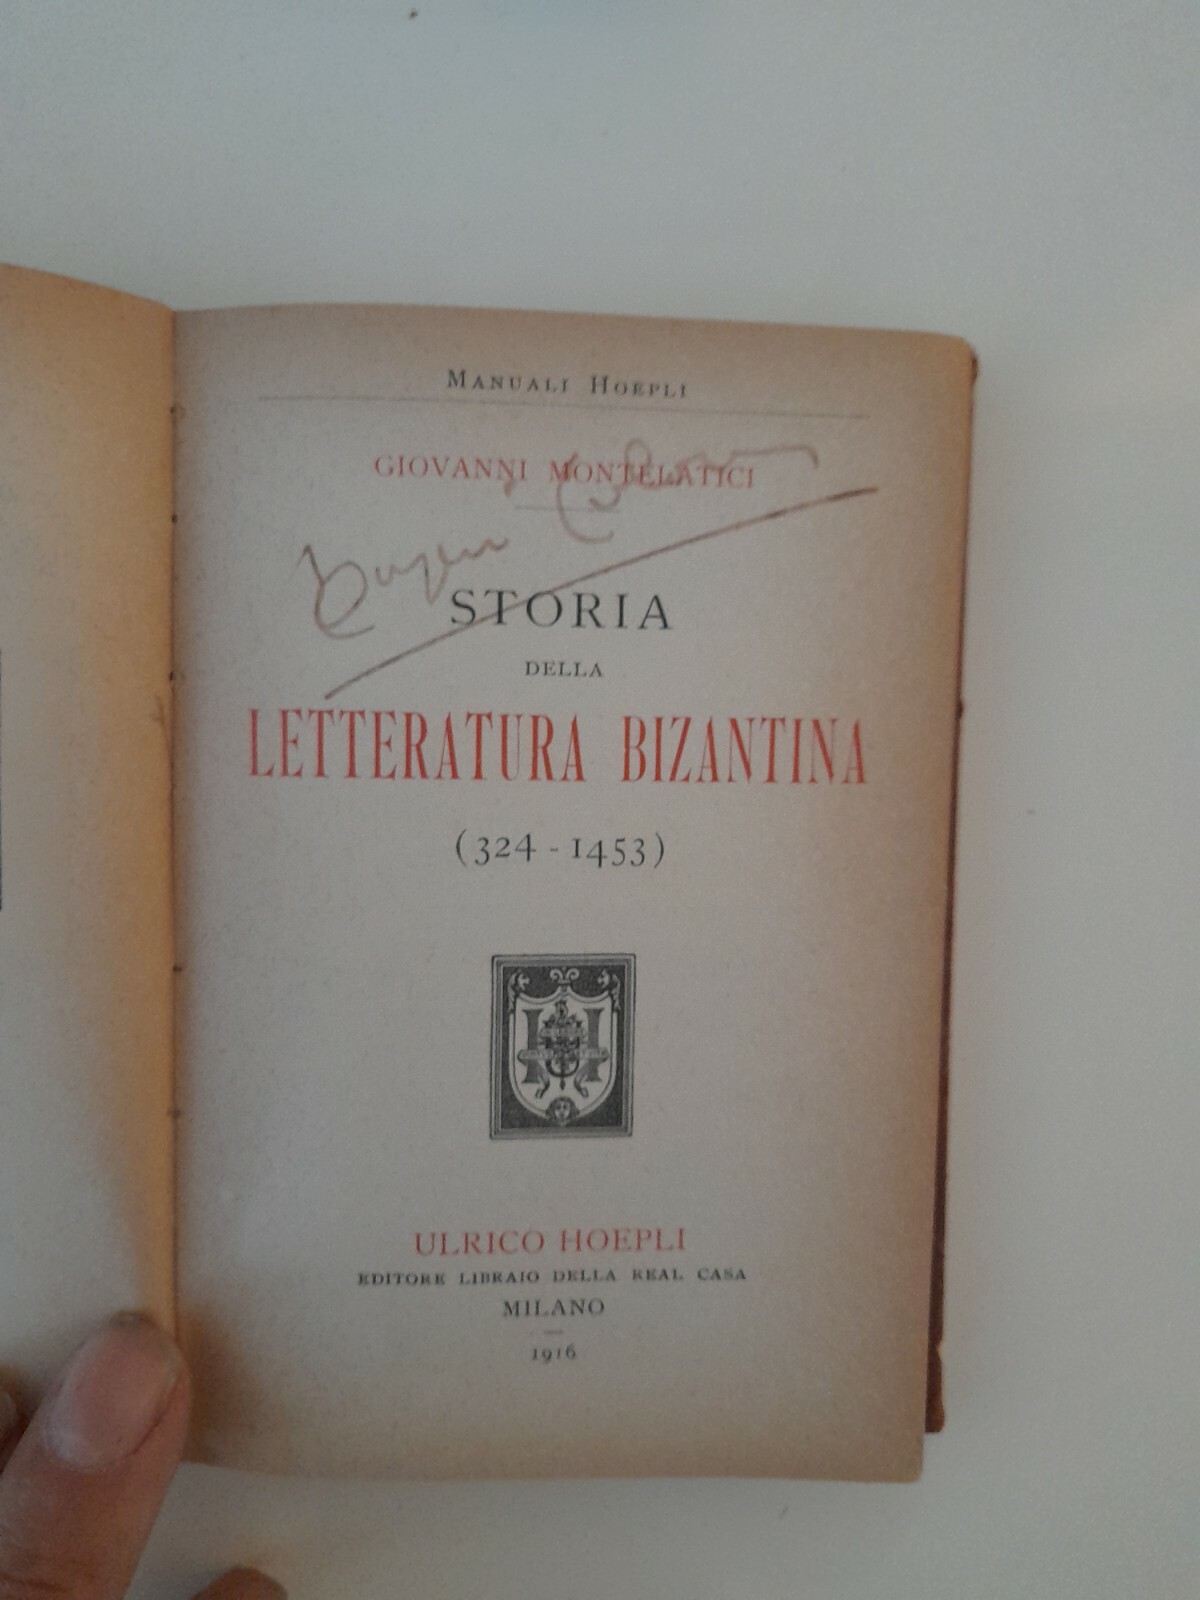 MANUALI HOEPLI
GIOVANNI MONTELATICI
STORIA
DELLA
LETTERATURA BIZANTINA
(324 - 1453)
H
ULRICO HOEPLI
EDITORE LIBRAIO DELLA REAL CASA
MILANO
1916